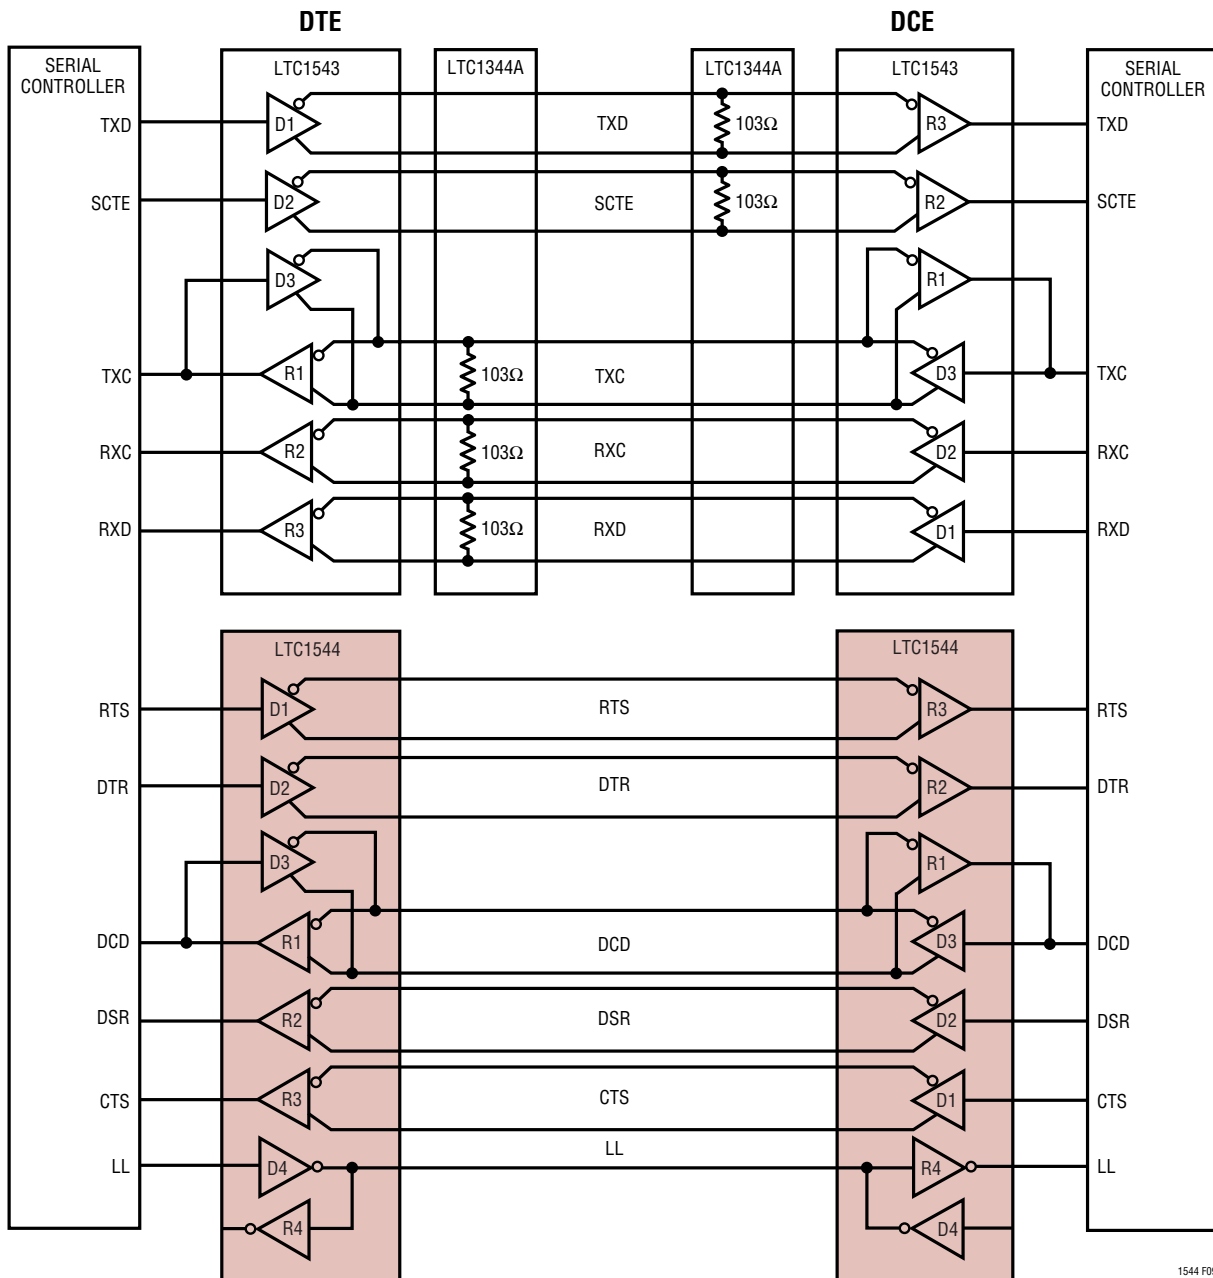 DTE
DCE
SERIAL
CONTROLLER
LTC1543
LTC1344A
LTC1344A
LTC1543
SERIAL
CONTROLLER
TXD
D1
TXD
103Ω
R3
TXD
SCTE
D2
SCTE
103Ω
R2
SCTE
D3
R1
TXC
R1
103Ω
TXC
D3
TXC
RXC
R2
103Ω
RXC
D2
RXC
RXD
R3
103Ω
RXD
D1
RXD
LTC1544
LTC1544
RTS
D1
RTS
R3
RTS
DTR
D2
DTR
R2
DTR
D3
R1
DCD
R1
DCD
D3
DCD
DSR
R2
DSR
D2
DSR
CTS
R3
CTS
D1
CTS
LL
D4
LL
R4
LL
R4
D4
1544 F09